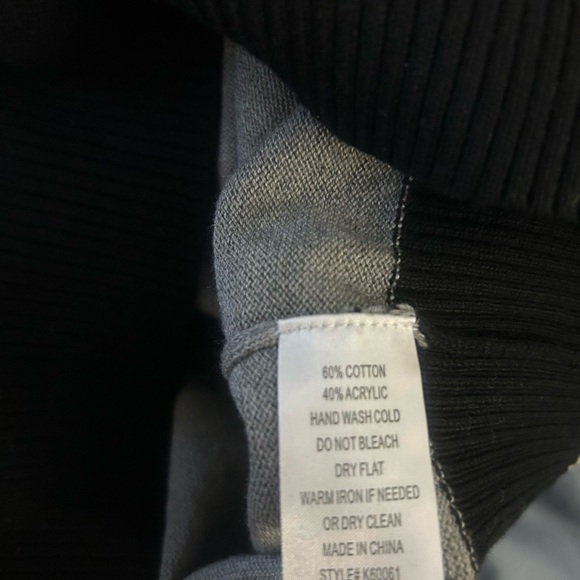 60% COTTON
40% ACRYLIC
HAND WASH COLD
DO NOT BLEACH
DRY FLAT
WARM IRON IF NEEDED
OR DRY CLEAN
MADE IN CHINA
STYLE# K60061